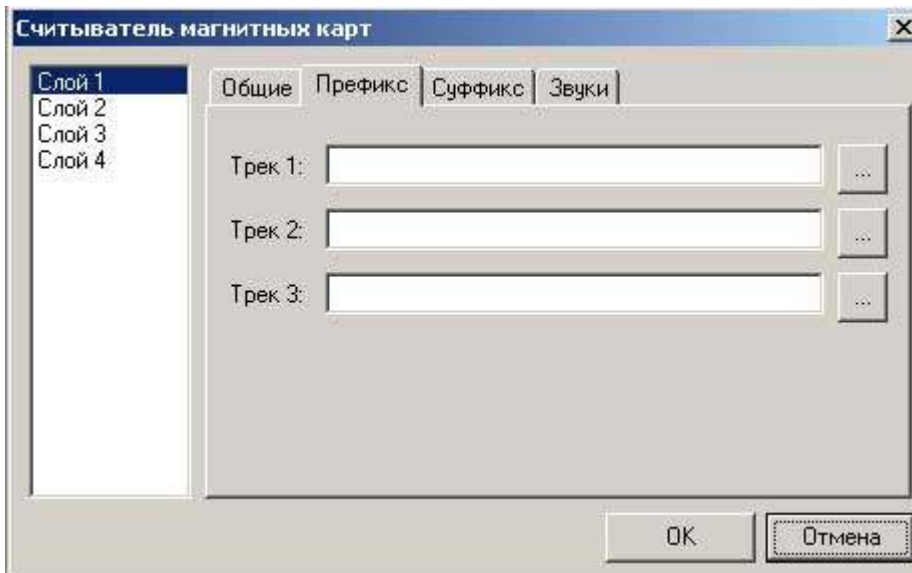 Считыватель магнитных карт
Слой 1
Слой 2
Слой 3
Слой 4
Общие Префикс Суффикс Звуки
Трек 1: ...
Трек 2: ...
Трек 3: ...
OK Отмена